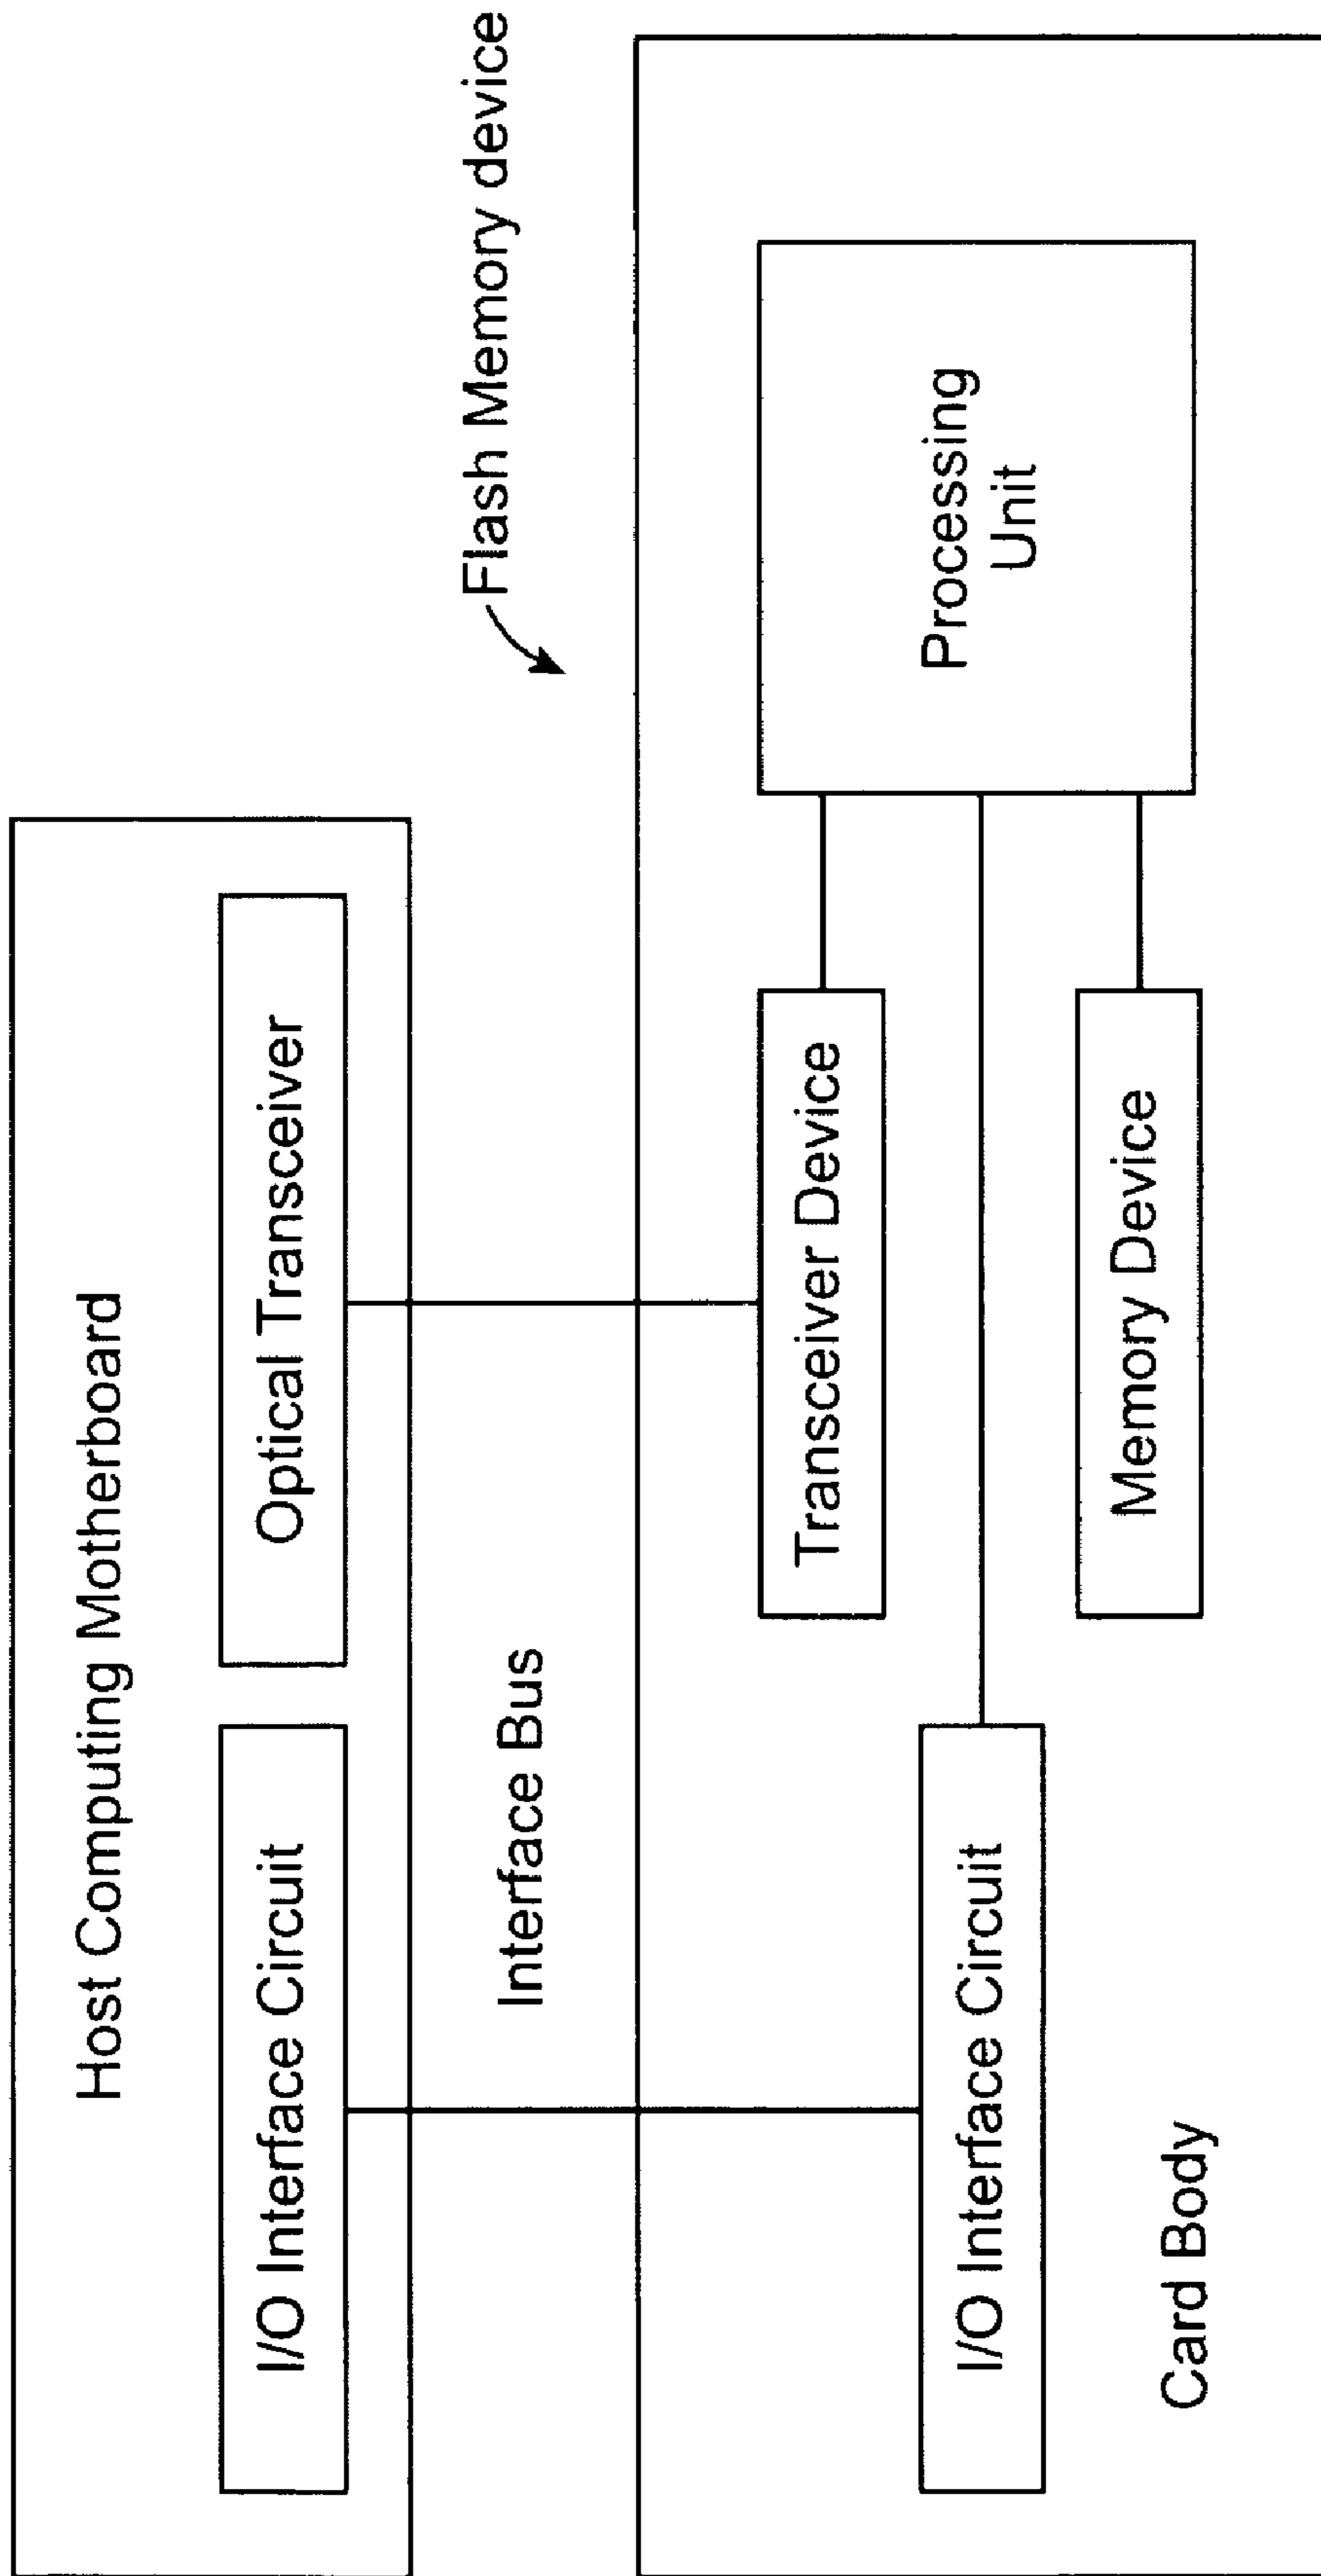 Host Computing Motherboard
I/O Interface Circuit
Optical Transceiver
Interface Bus
Flash Memory device
Transceiver Device
Processing
Unit
I/O Interface Circuit
Memory Device
Card Body